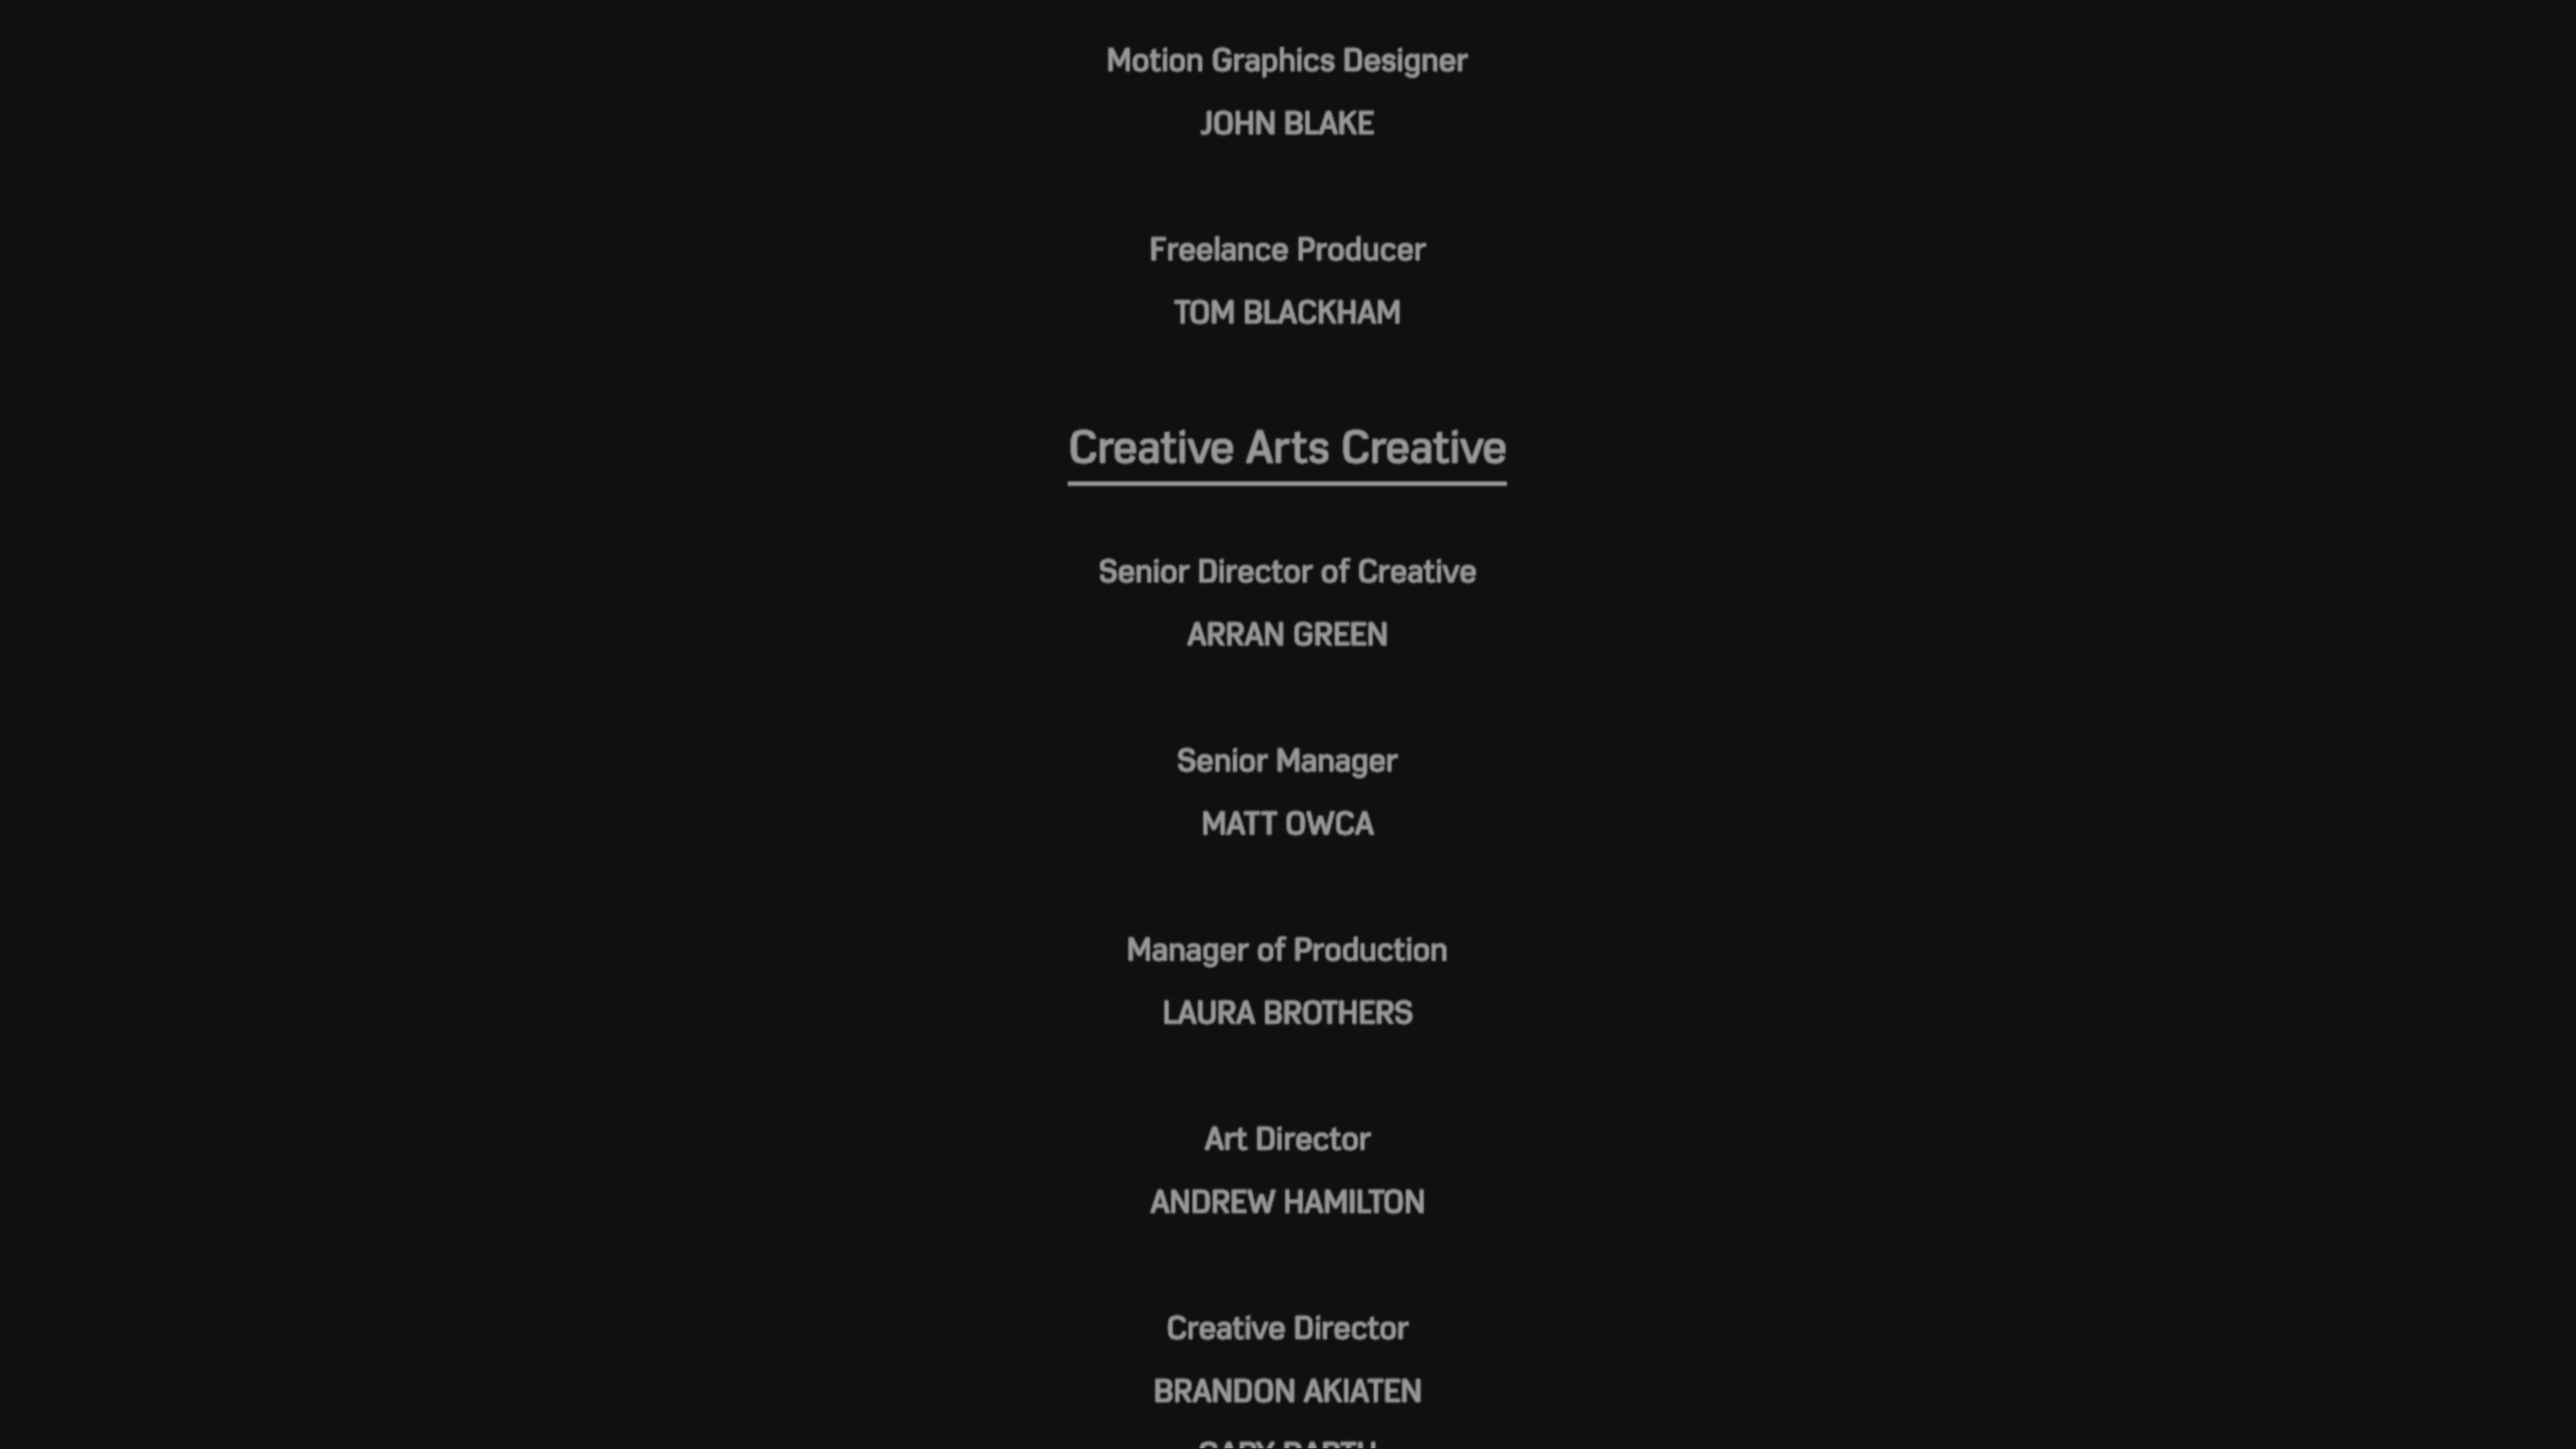 Motion Graphics Designer
JOHN BLAKE
Freelance Producer
TOM BLACKHAM
Creative Arts Creative
Senior Director of Creative
ARRAN GREEN
Senior Manager
MATT OWCA
Manager of Production
LAURA BROTHERS
Art Director
ANDREW HAMILTON
Creative Director
BRANDON AKIATEN